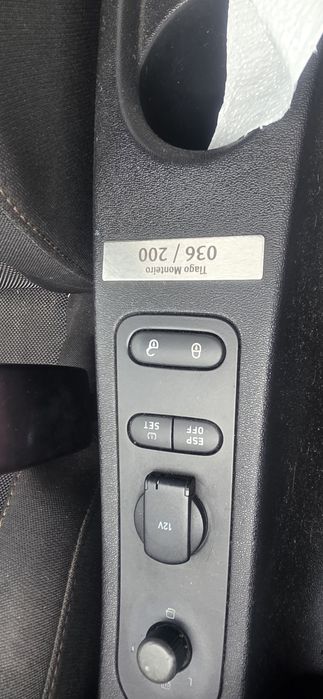 Tiago Monteiro
036 / 200
ESP
OFF
SET
12V